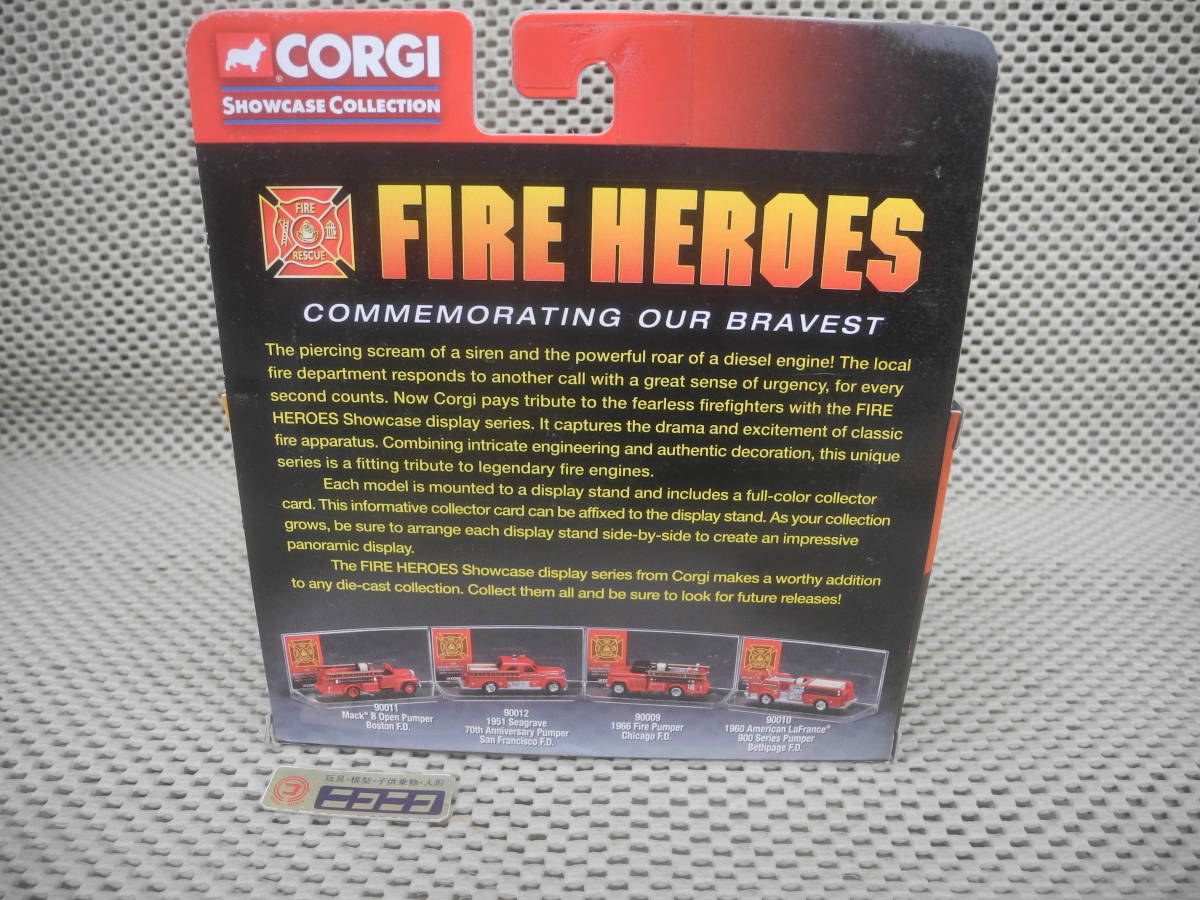 CORGI
SHOWCASE COLLECTION
FIRE
RESCUE
FIRE HEROES
COMMEMORATING OUR BRAVEST
The piercing scream of a siren and the powerful roar of a diesel engine! The local
fire department responds to another call with a great sense of urgency, for every
second counts. Now Corgi pays tribute to the fearless firefighters with the FIRE
HEROES Showcase display series. It captures the drama and excitement of classic
fire apparatus. Combining intricate engineering and authentic decoration, this unique
series is a fitting tribute to legendary fire engines.
Each model is mounted to a display stand and includes a full-color collector
card. This informative collector card can be affixed to the display stand. As your collection
grows, be sure to arrange each display stand side-by-side to create an impressive
panoramic display.
The FIRE HEROES Showcase display series from Corgi makes a worthy addition
to any die-cast collection. Collect them all and be sure to look for future releases!
90011
Mack® B Open Pumper
Boston F.D.
90012
1951 Seagrave
70th Anniversary Pumper
San Francisco F.D.
90009
1966 Fire Pumper
Chicago F.D.
90010
1960 American LaFrance®
900 Series Pumper
Bethpage F.D.
玩具・模型・子供乗物・人形